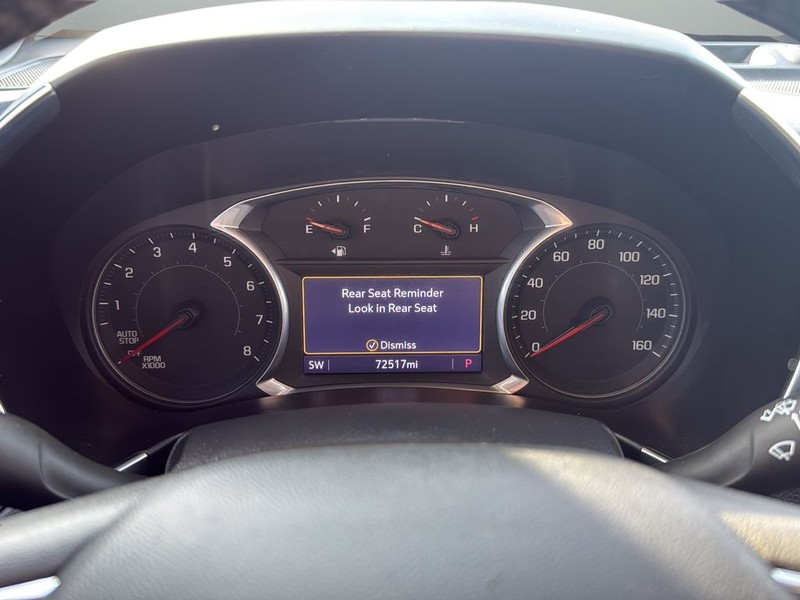 E F C H
1 2 3 4 5 6 7 8
AUTO
STOP
OFF
RPM
X1000
0 20 40 60 80 100 120 140 160
Rear Seat Reminder
Look in Rear Seat
Dismiss
SW 72517mi P